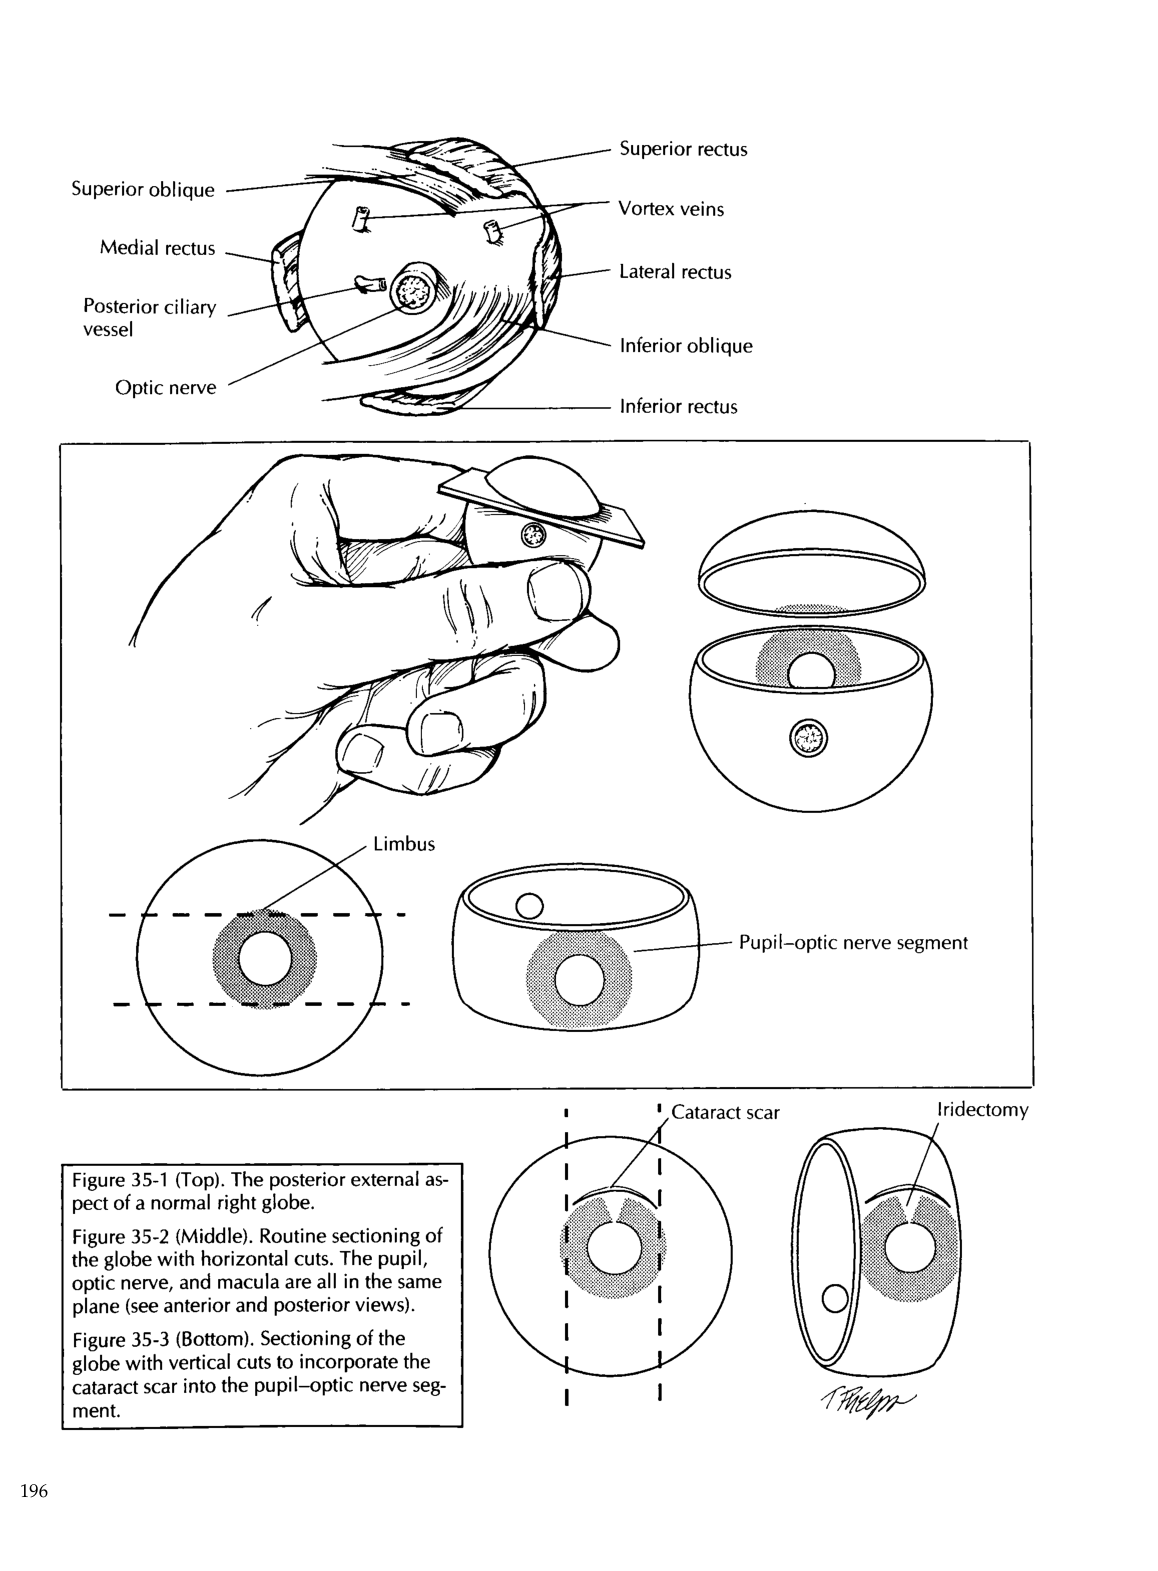 Superior rectus
Superior oblique
Vortex veins
Medial rectus
Lateral rectus
Posterior ciliary
vessel
Inferior oblique
Optic nerve
Inferior rectus
Limbus
Pupil–optic nerve segment
Cataract scar
Iridectomy
Figure 35-1 (Top). The posterior external as-
pect of a normal right globe.
Figure 35-2 (Middle). Routine sectioning of
the globe with horizontal cuts. The pupil,
optic nerve, and macula are all in the same
plane (see anterior and posterior views).
Figure 35-3 (Bottom). Sectioning of the
globe with vertical cuts to incorporate the
cataract scar into the pupil–optic nerve seg-
ment.
T Phelps
196